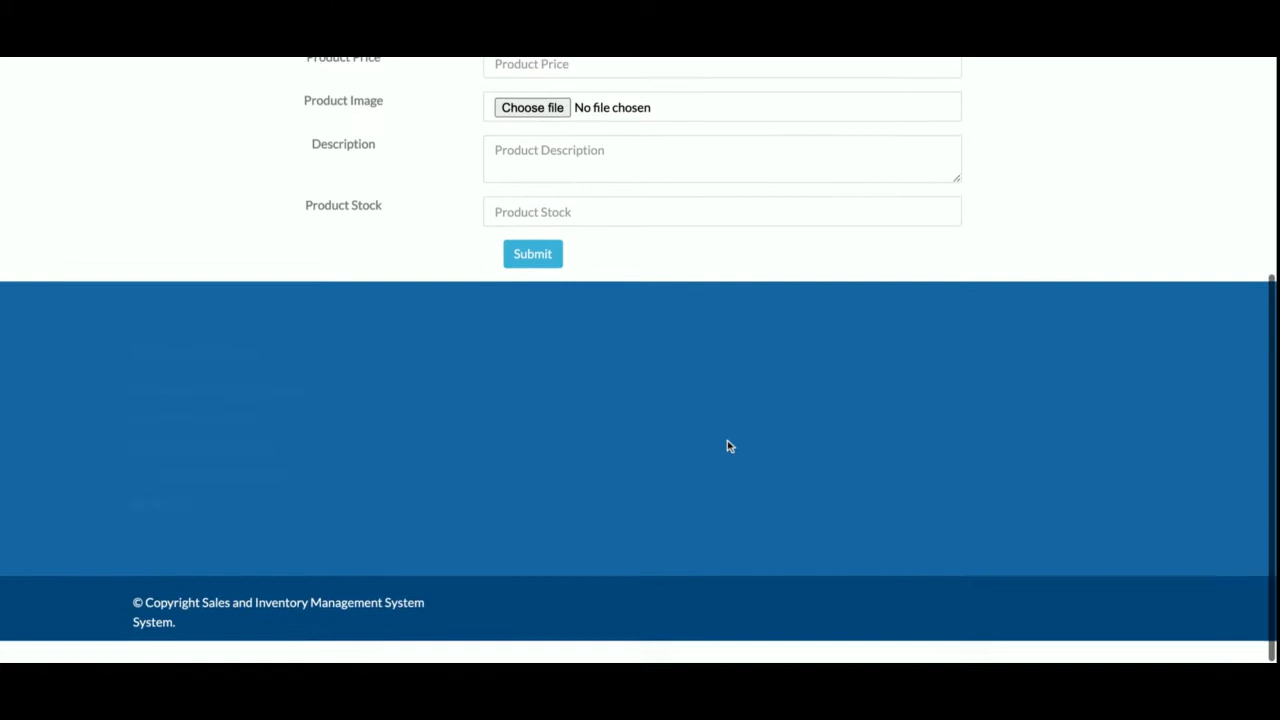 Product Price
Product Price
Product Image
Choose file No file chosen
Description
Product Description
Product Stock
Product Stock
Submit
© Copyright Sales and Inventory Management System
System.